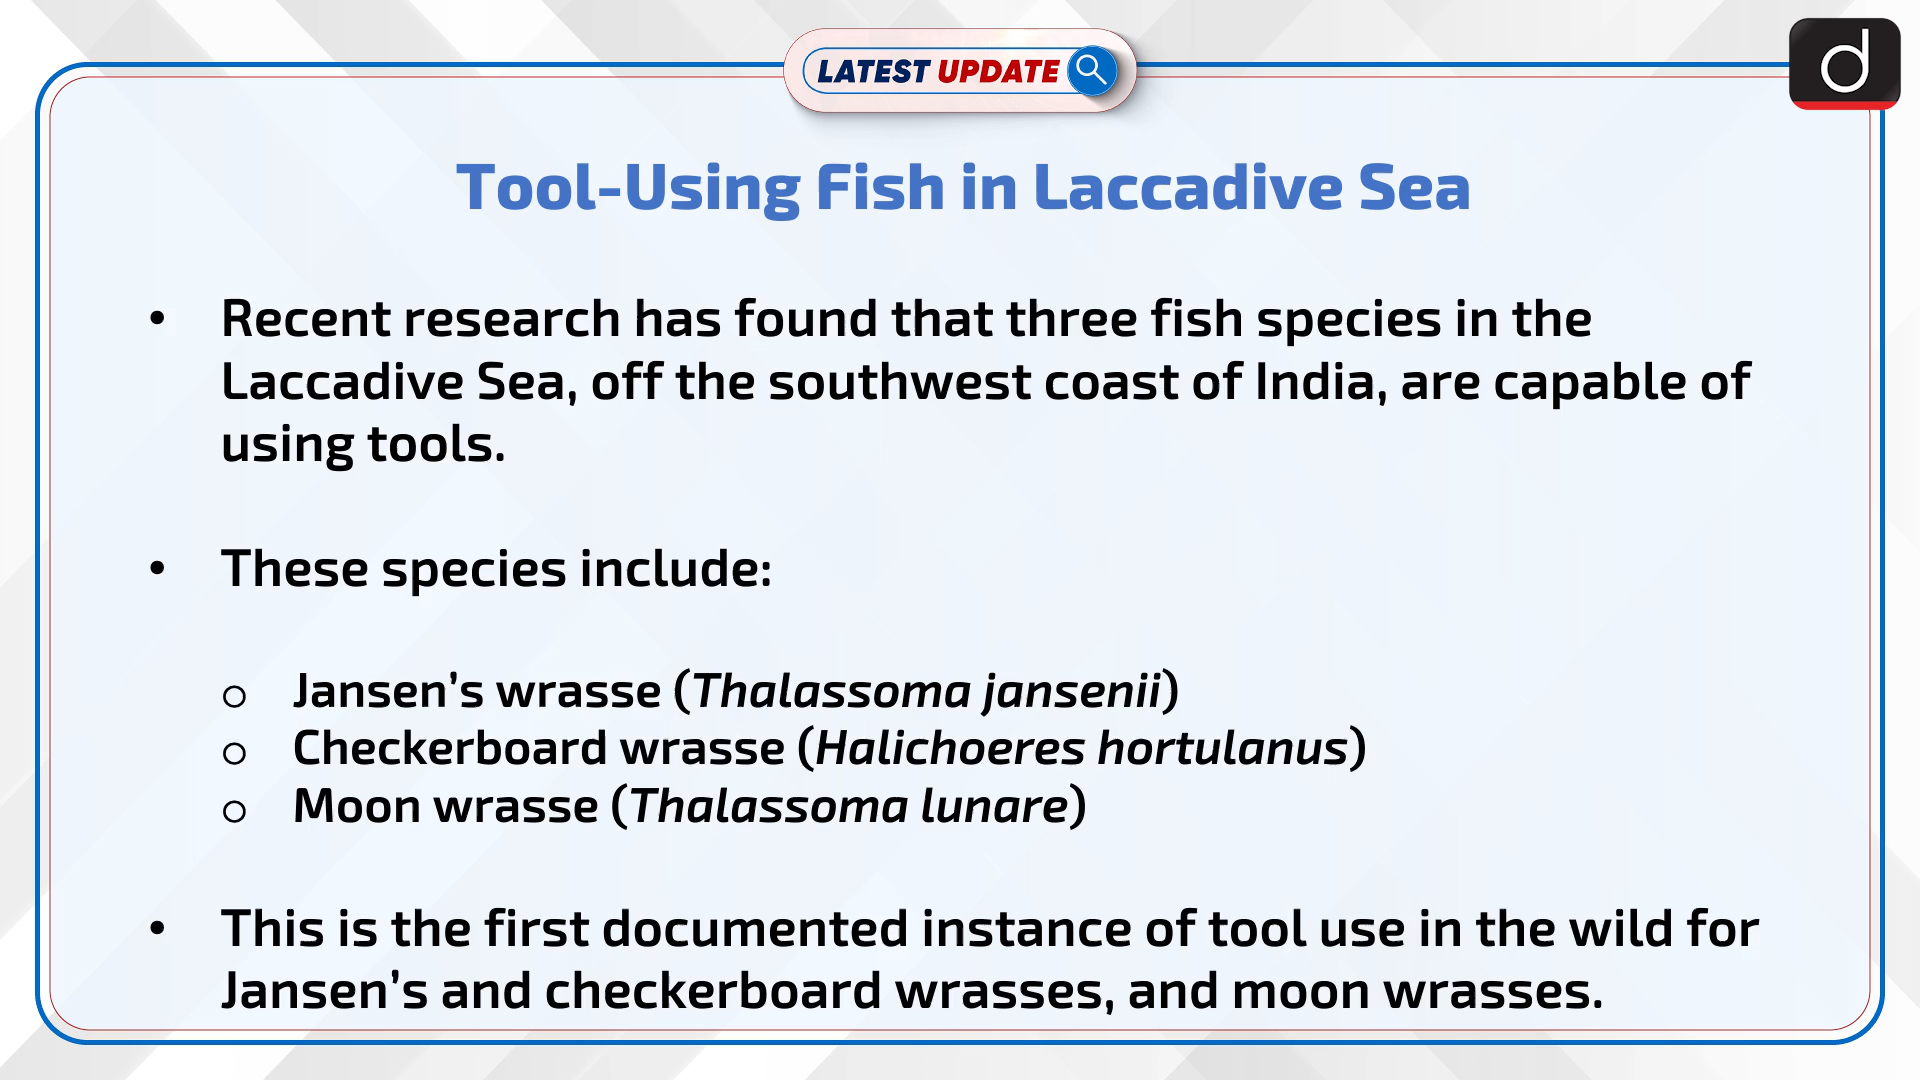 LATEST UPDATE
d
Tool-Using Fish in Laccadive Sea
• Recent research has found that three fish species in the
Laccadive Sea, off the southwest coast of India, are capable of
using tools.
• These species include:
o Jansen’s wrasse (Thalassoma jansenii)
o Checkerboard wrasse (Halichoeres hortulanus)
o Moon wrasse (Thalassoma lunare)
• This is the first documented instance of tool use in the wild for
Jansen’s and checkerboard wrasses, and moon wrasses.